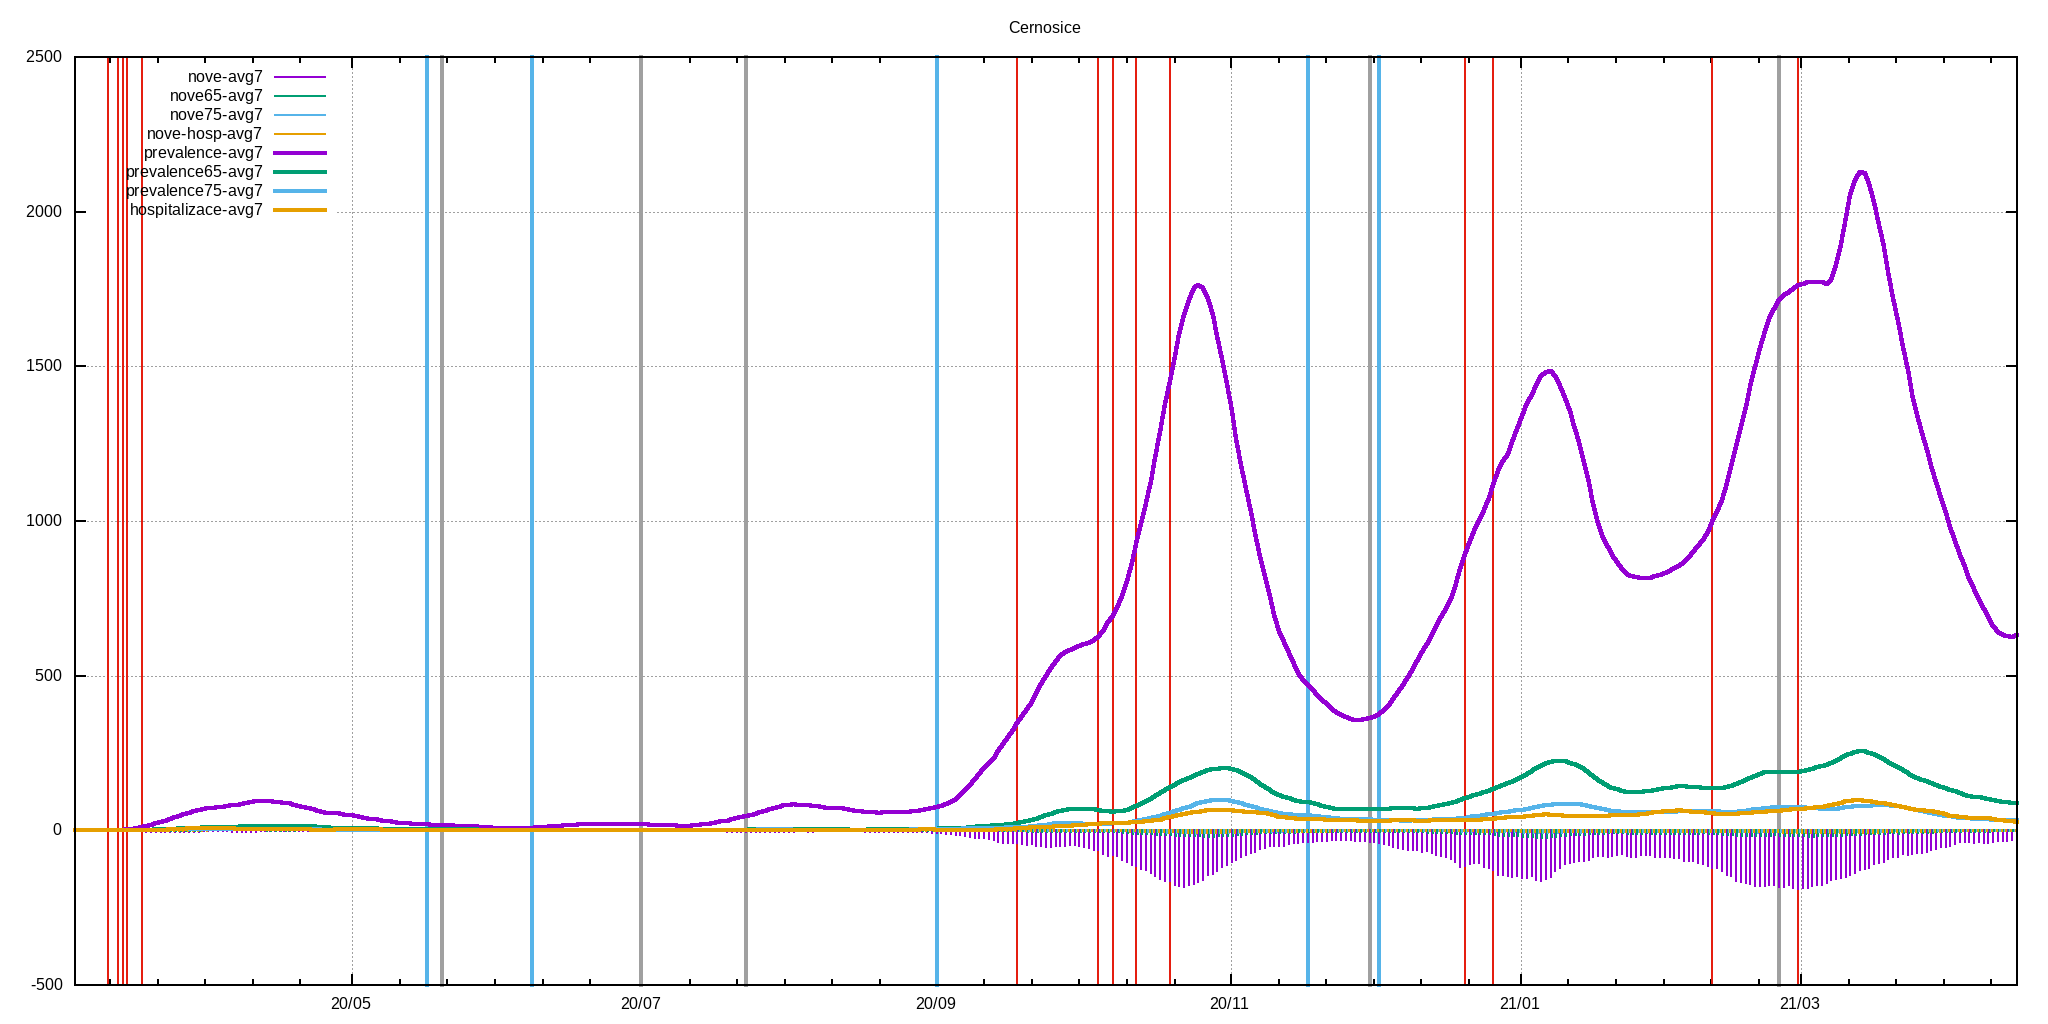 Cernosice
2500
2000
1500
1000
500
0
-500
nove-avg7
nove65-avg7
nove75-avg7
nove-hosp-avg7
prevalence-avg7
prevalence65-avg7
prevalence75-avg7
hospitalizace-avg7
20/05
20/07
20/09
20/11
21/01
21/03